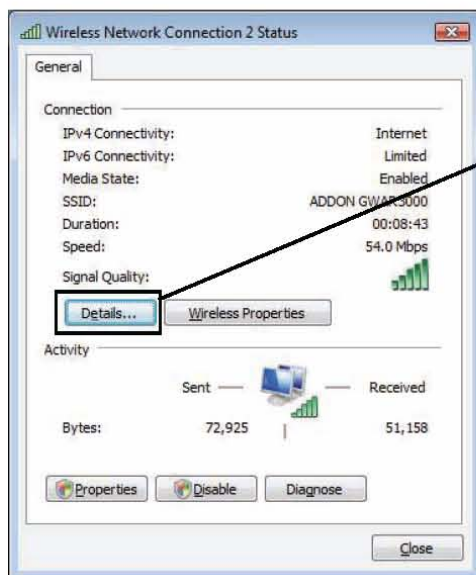 Wireless Network Connection 2 Status
General
Connection
IPv4 Connectivity: Internet
IPv6 Connectivity: Limited
Media State: Enabled
SSID: ADDON GWAR3000
Duration: 00:08:43
Speed: 54.0 Mbps
Signal Quality:
Details... Wireless Properties
Activity
Sent Received
Bytes: 72,925 51,158
Properties Disable Diagnose
Close